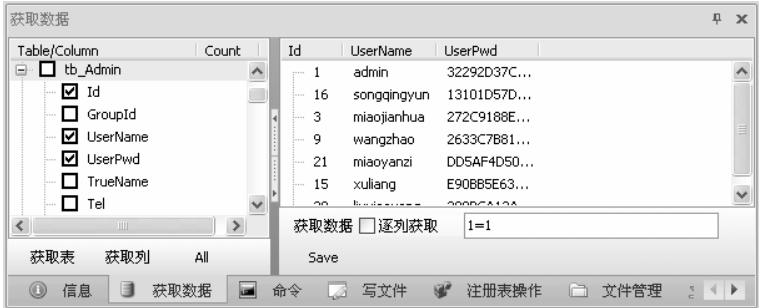 获取数据
Table/Column Count
tb_Admin
Id
GroupId
UserName
UserPwd
TrueName
Tel
获取表 获取列 All
Id UserName UserPwd
1 admin 32292D37C...
16 songqingyun 13101D57D...
3 miaojianhua 272C9188E...
9 wangzhao 2633C7B81...
21 miaoyanzi DD5AF4D50...
15 xuliang E90BB5E63...
获取数据 逐列获取 1=1
Save
信息 获取数据 命令 写文件 注册表操作 文件管理